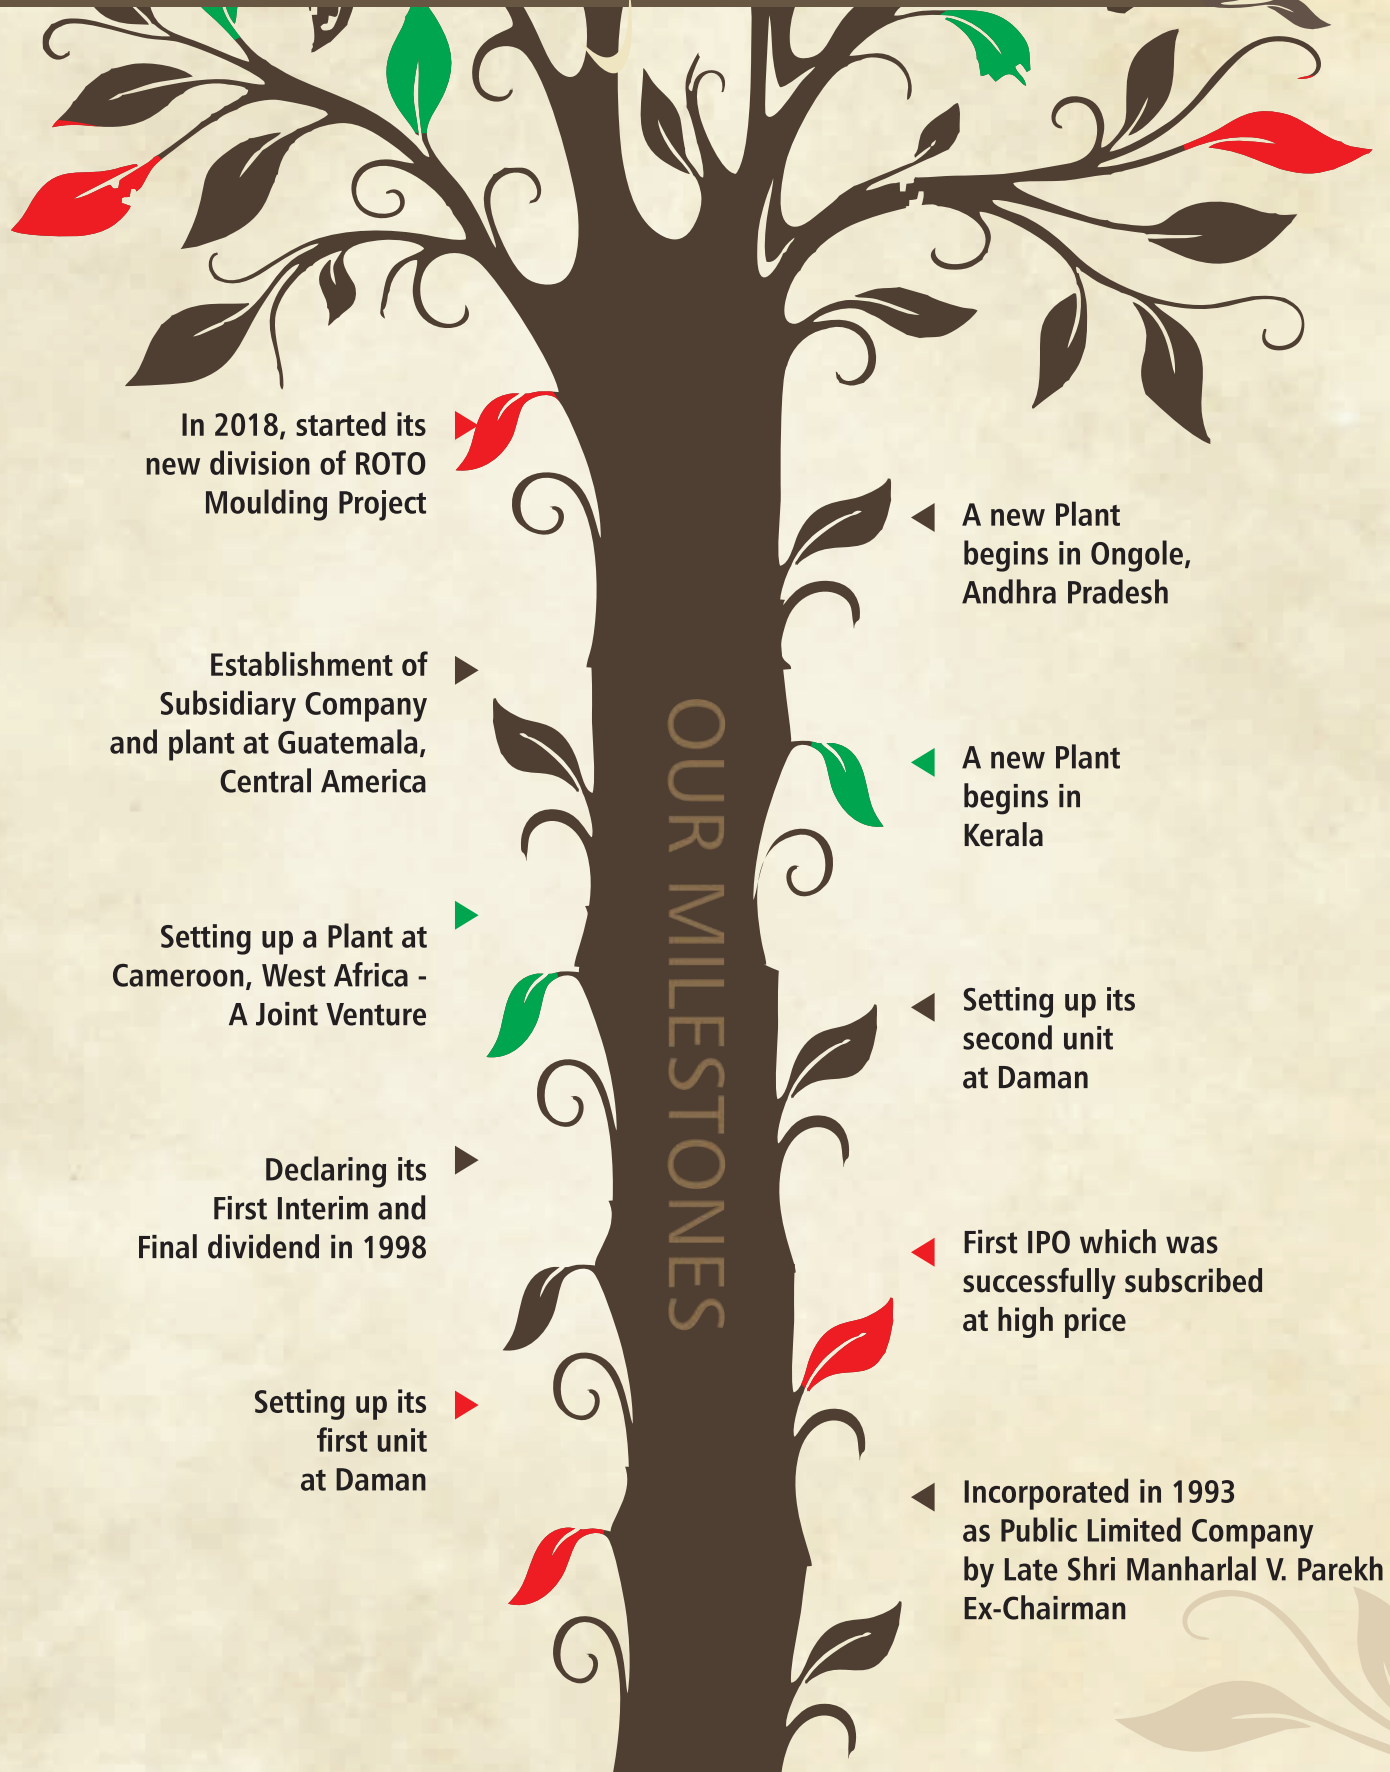 In 2018, started its
new division of ROTO
Moulding Project
A new Plant
begins in Ongole,
Andhra Pradesh
Establishment of
Subsidiary Company
and plant at Guatemala,
Central America
OUR MILESTONES
A new Plant
begins in
Kerala
Setting up a Plant at
Cameroon, West Africa -
A Joint Venture
Setting up its
second unit
at Daman
Declaring its
First Interim and
Final dividend in 1998
First IPO which was
successfully subscribed
at high price
Setting up its
first unit
at Daman
Incorporated in 1993
as Public Limited Company
by Late Shri Manharlal V. Parekh
Ex-Chairman